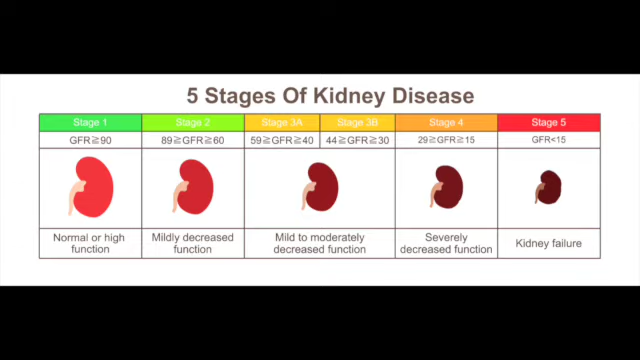 5 Stages Of Kidney Disease
Stage 1 Stage 2 Stage 3A Stage 3B Stage 4 Stage 5
GFR≧90 89≧GFR≧60 59≧GFR≧40 44≧GFR≧30 29≧GFR≧15 GFR<15
Normal or high function
Mildly decreased function
Mild to moderately decreased function
Severely decreased function
Kidney failure